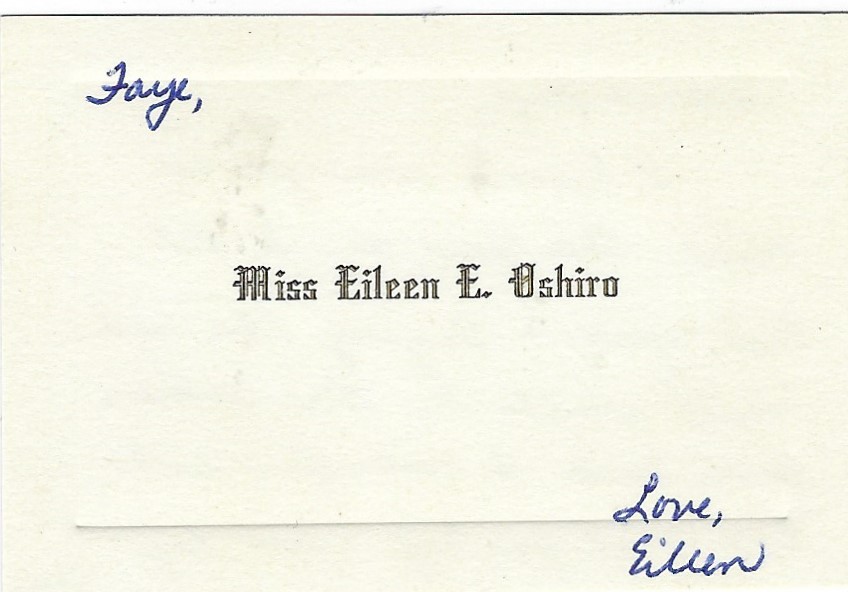 Faye,
Miss Eileen E. Oshiro
Love,
Eileen